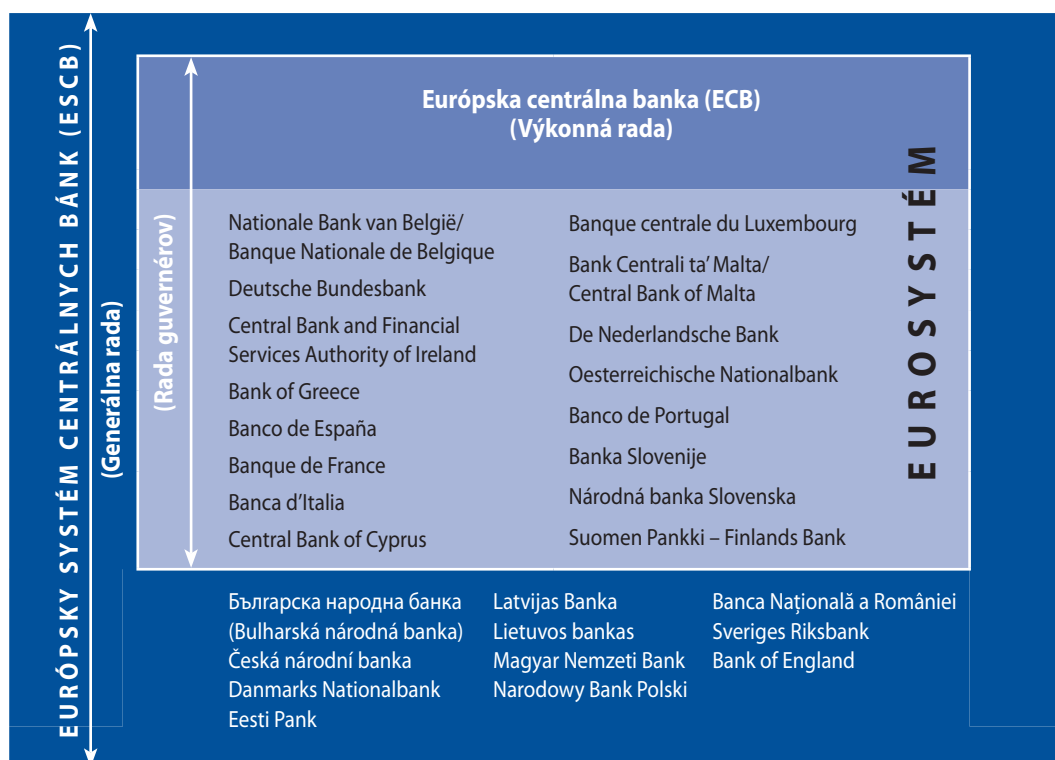 EURÓPSKY SYSTÉM CENTRÁLNYCH BÁNK (ESCB)
(Generálna rada)
(Rada guvernérov)
Európska centrálna banka (ECB)
(Výkonná rada)
EUROSYSTÉM
Nationale Bank van België/
Banque Nationale de Belgique
Deutsche Bundesbank
Central Bank and Financial
Services Authority of Ireland
Bank of Greece
Banco de España
Banque de France
Banca d’Italia
Central Bank of Cyprus
Banque centrale du Luxembourg
Bank Centrali ta’ Malta/
Central Bank of Malta
De Nederlandsche Bank
Oesterreichische Nationalbank
Banco de Portugal
Banka Slovenije
Národná banka Slovenska
Suomen Pankki – Finlands Bank
Българска народна банка
(Bulharská národná banka)
Česká národní banka
Danmarks Nationalbank
Eesti Pank
Latvijas Banka
Lietuvos bankas
Magyar Nemzeti Bank
Narodowy Bank Polski
Banca Națională a României
Sveriges Riksbank
Bank of England